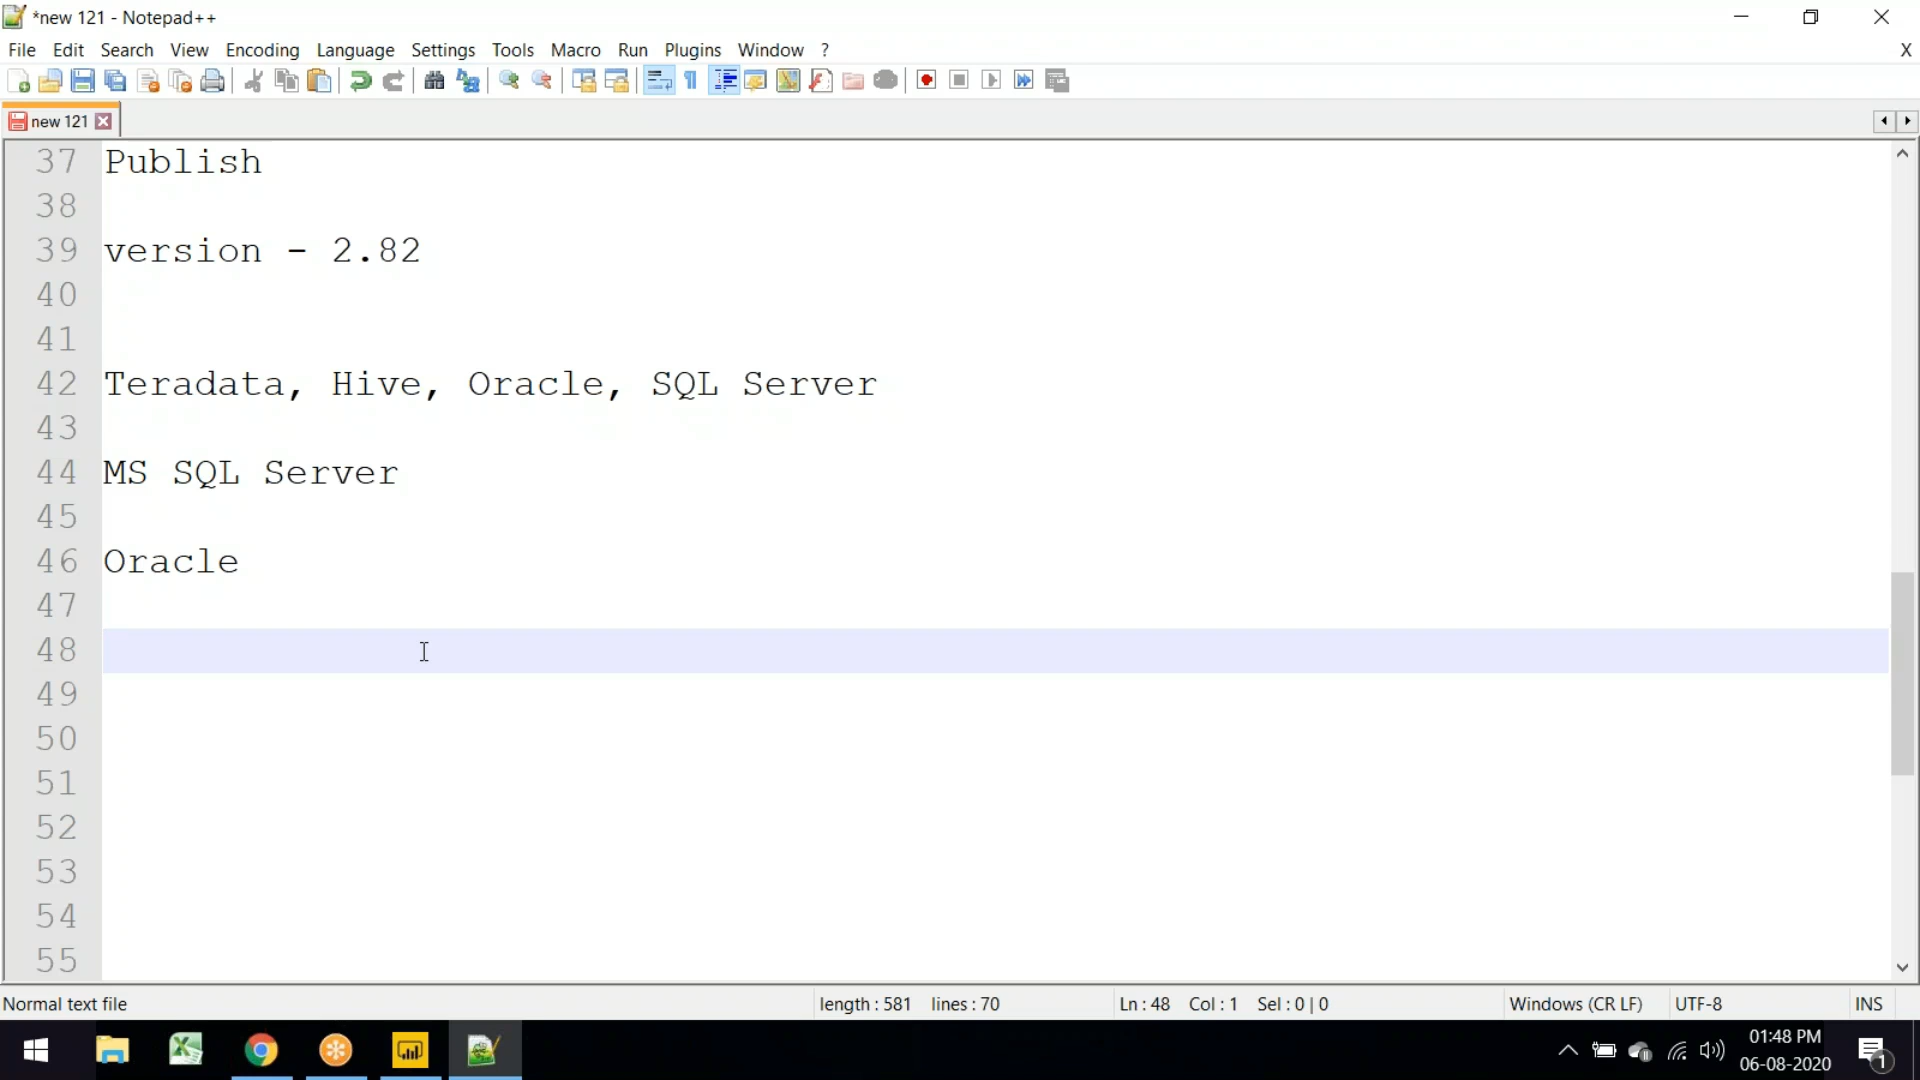 *new 121 - Notepad++
File Edit Search View Encoding Language Settings Tools Macro Run Plugins Window ? X
new 121
37 Publish
38
39 version - 2.82
40
41
42 Teradata, Hive, Oracle, SQL Server
43
44 MS SQL Server
45
46 Oracle
47
48
49
50
51
52
53
54
55
Normal text file length : 581 lines : 70 Ln : 48 Col : 1 Sel : 0 | 0 Windows (CR LF) UTF-8 INS
01:48 PM
06-08-2020
1